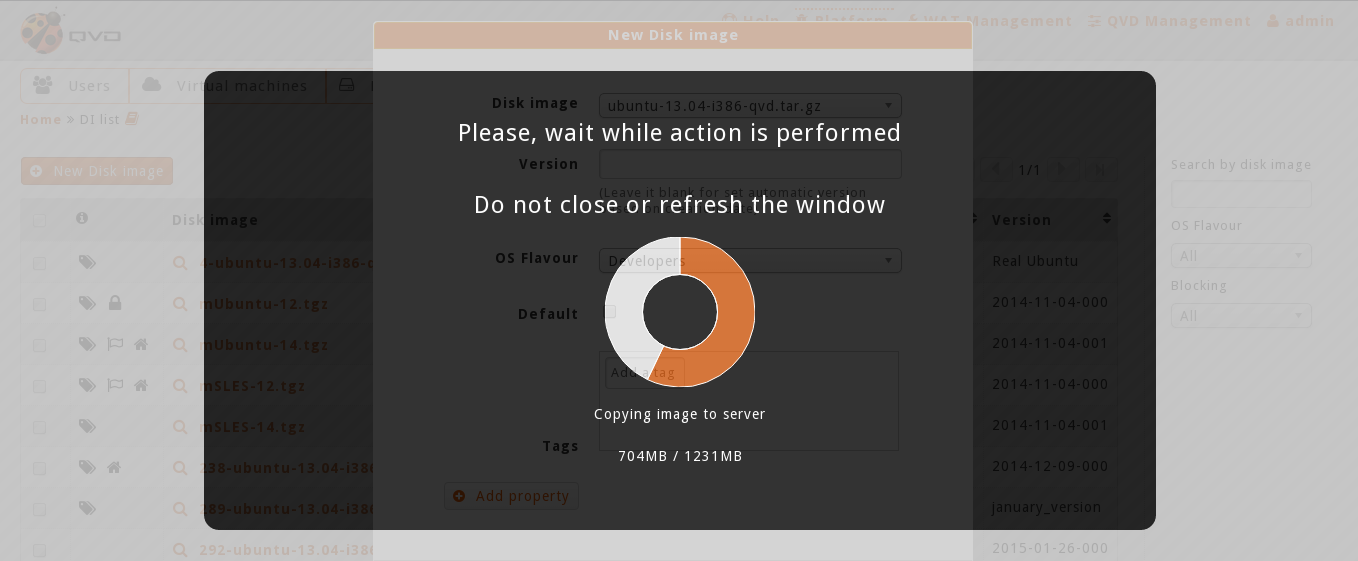 QVD
Help
Platform
WAT Management
QVD Management
admin
New Disk image
Users
Virtual machines
Home » DI list
Disk image
ubuntu-13.04-i386-qvd.tar.gz
Please, wait while action is performed
New Disk image
Version
1/1
Search by disk image
(Leave it blank for set automatic version
Do not close or refresh the window
Disk image
Version
OS Flavour
All
OS Flavour
Developers
4-ubuntu-13.04-i386-q
Real Ubuntu
Blocking
All
mUbuntu-12.tgz
2014-11-04-000
Default
mUbuntu-14.tgz
2014-11-04-001
Add a tag
mSLES-12.tgz
2014-11-04-000
Copying image to server
mSLES-14.tgz
2014-11-04-001
Tags
704MB / 1231MB
238-ubuntu-13.04-i386
2014-12-09-000
Add property
289-ubuntu-13.04-i386
january_version
292-ubuntu-13.04-i386
2015-01-26-000